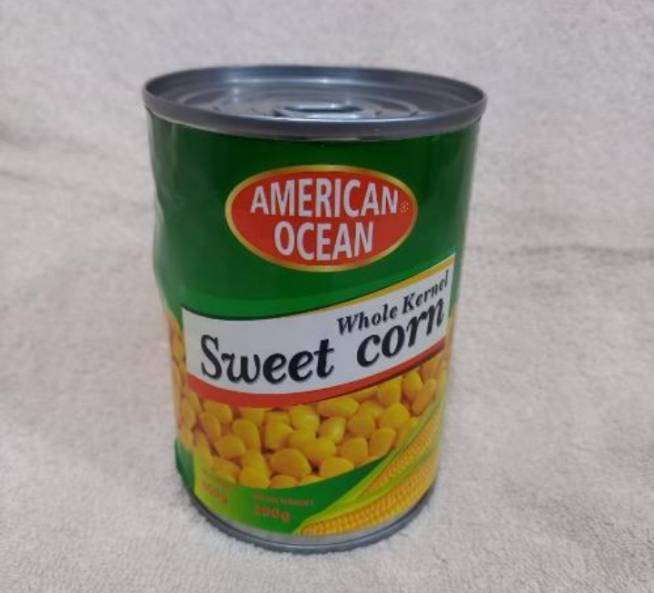 AMERICAN
OCEAN
Whole Kernel
Sweet corn